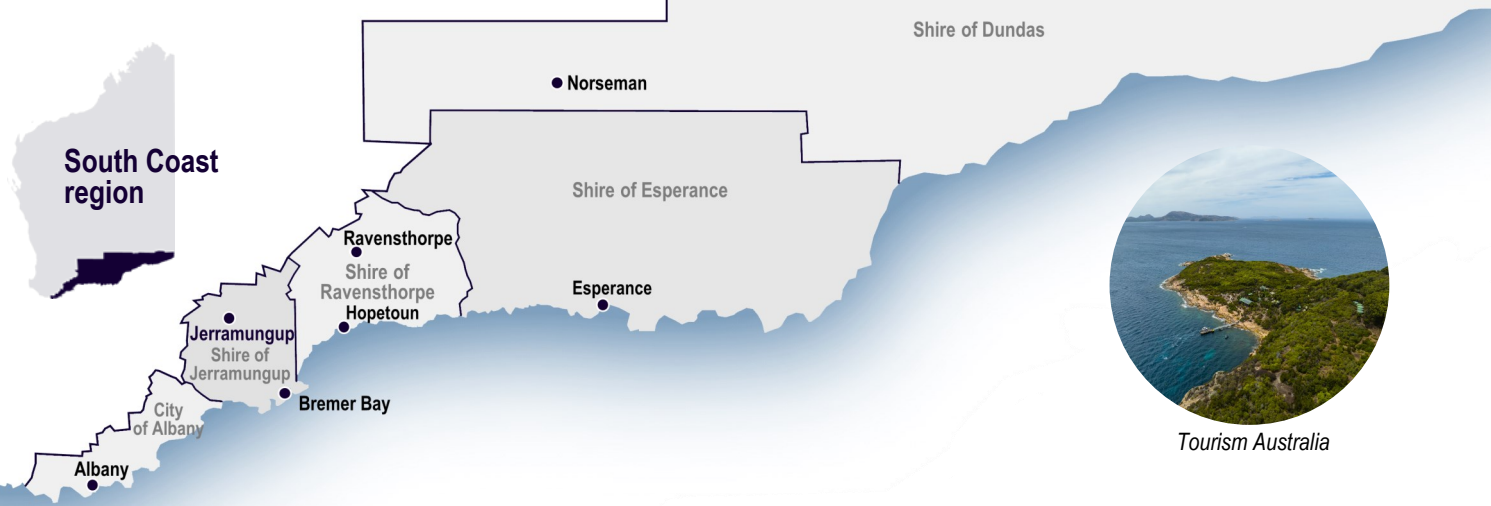 Shire of Dundas
Norseman
South Coast
region
Shire of Esperance
Ravensthorpe
Shire of
Ravensthorpe
Hopetoun
Esperance
Jerramungup
Shire of
Jerramungup
Bremer Bay
City
of Albany
Albany
Tourism Australia